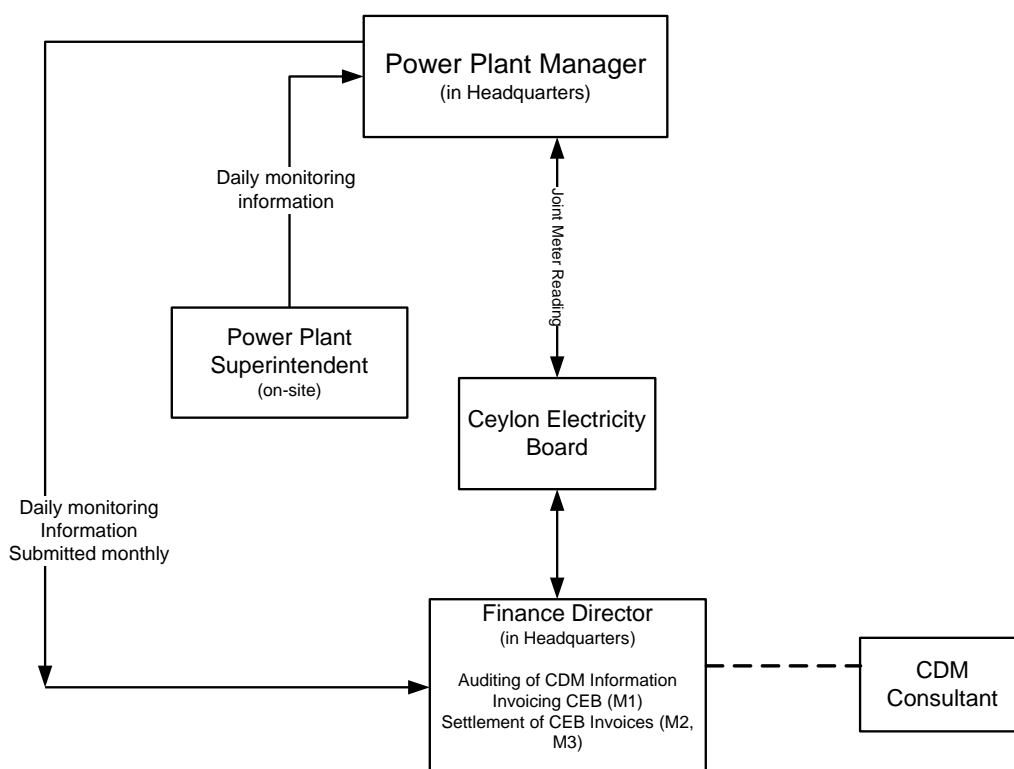 Power Plant Manager
(in Headquarters)
Daily monitoring
information
Joint Meter Reading
Power Plant
Superintendent
(on-site)
Ceylon Electricity
Board
Daily monitoring
Information
Submitted monthly
Finance Director
(in Headquarters)
Auditing of CDM Information
Invoicing CEB (M1)
Settlement of CEB Invoices (M2,
M3)
CDM
Consultant